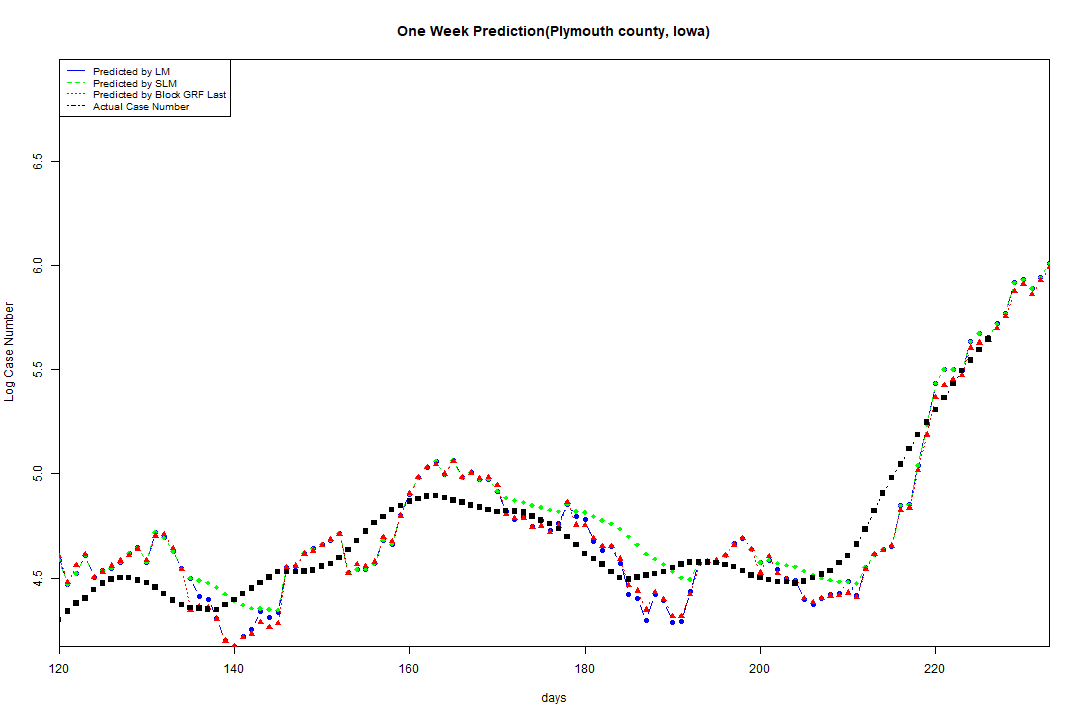 One Week Prediction(Plymouth county, Iowa)
Predicted by LM
Predicted by SLM
Predicted by Block GRF Last
Actual Case Number
6.5
6.0
5.5
5.0
4.5
Log Case Number
120 140 160 180 200 220
days